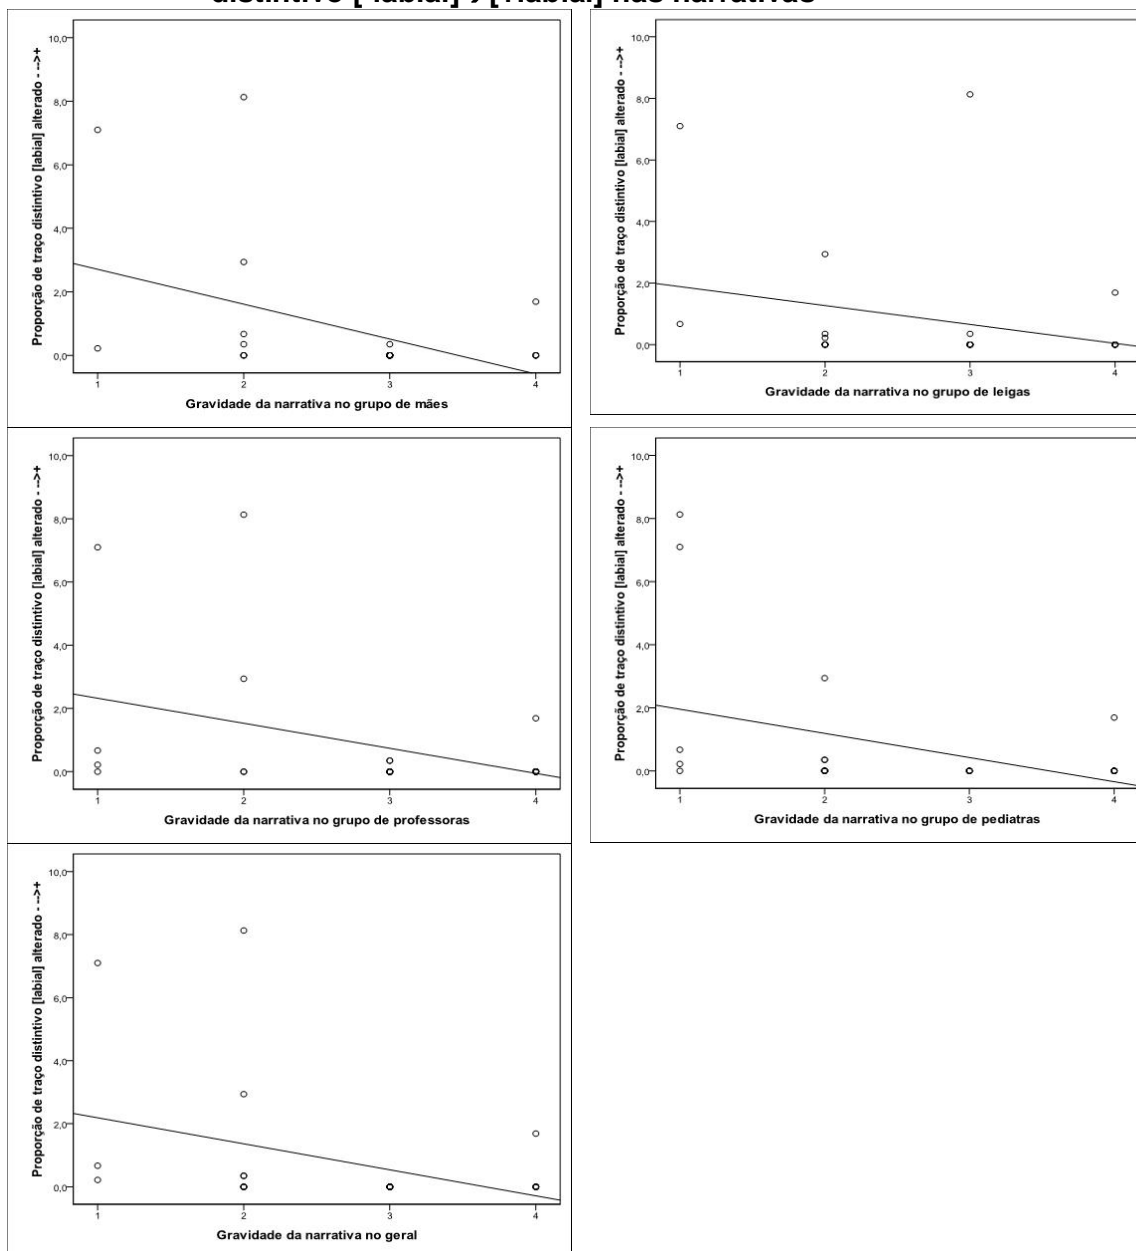 distintivo [-labial]→[+labial] nas narrativas
Proporção de traço distintivo [labial] alterado - -->+
10,0
8,0
6,0
4,0
2,0
0,0
1 2 3 4
Gravidade da narrativa no grupo de mães
Proporção de traço distintivo [labial] alterado - -->+
10,0
8,0
6,0
4,0
2,0
0,0
1 2 3 4
Gravidade da narrativa no grupo de leigas
Proporção de traço distintivo [labial] alterado - -->+
10,0
8,0
6,0
4,0
2,0
0,0
1 2 3 4
Gravidade da narrativa no grupo de professoras
Proporção de traço distintivo [labial] alterado - -->+
10,0
8,0
6,0
4,0
2,0
0,0
1 2 3 4
Gravidade da narrativa no grupo de pediatras
Proporção de traço distintivo [labial] alterado - -->+
10,0
8,0
6,0
4,0
2,0
0,0
1 2 3 4
Gravidade da narrativa no geral